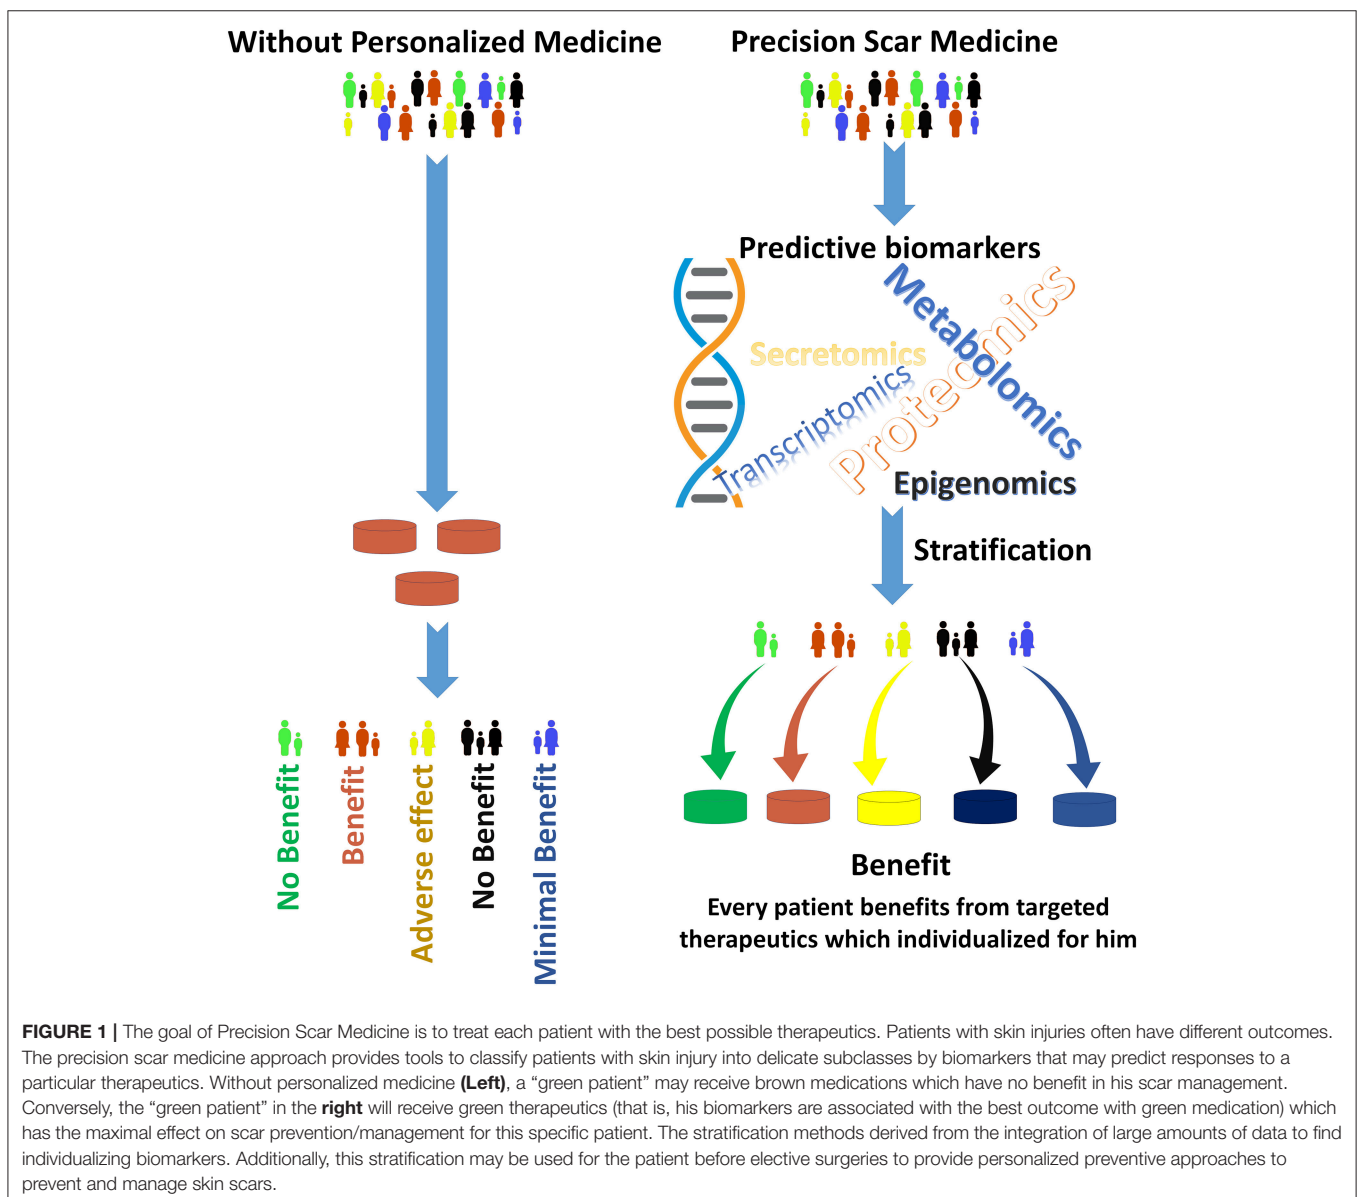 Without Personalized Medicine
No Benefit
Benefit
Adverse effect
No Benefit
Minimal Benefit
Precision Scar Medicine
Predictive biomarkers
Metabolomics
Proteomics
Secretomics
Transcriptomics
Epigenomics
Stratification
Benefit
Every patient benefits from targeted
therapeutics which individualized for him
FIGURE 1 | The goal of Precision Scar Medicine is to treat each patient with the best possible therapeutics. Patients with skin injuries often have different outcomes.
The precision scar medicine approach provides tools to classify patients with skin injury into delicate subclasses by biomarkers that may predict responses to a
particular therapeutics. Without personalized medicine (Left), a “green patient” may receive brown medications which have no benefit in his scar management.
Conversely, the “green patient” in the right will receive green therapeutics (that is, his biomarkers are associated with the best outcome with green medication) which
has the maximal effect on scar prevention/management for this specific patient. The stratification methods derived from the integration of large amounts of data to find
individualizing biomarkers. Additionally, this stratification may be used for the patient before elective surgeries to provide personalized preventive approaches to
prevent and manage skin scars.